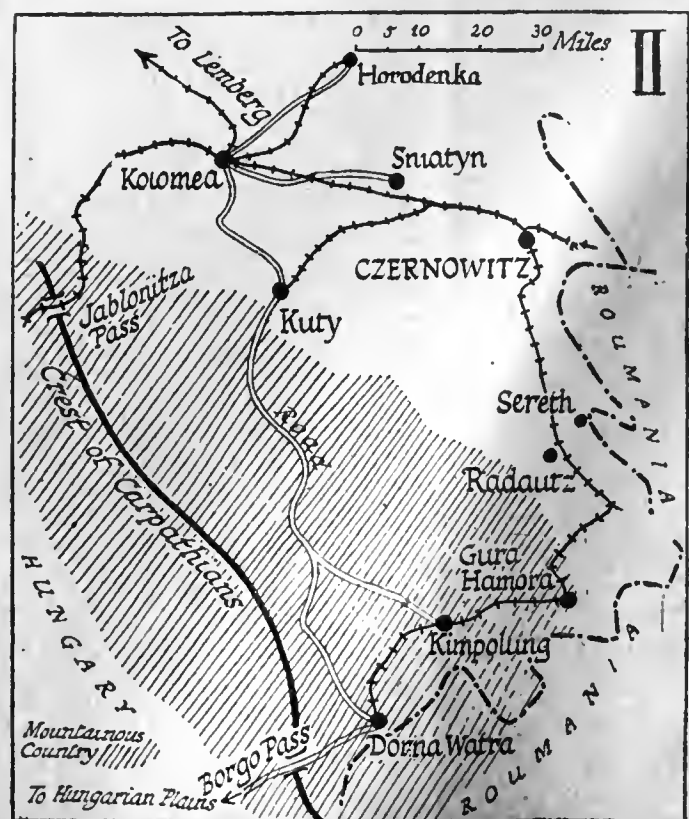 0 5 10 20 30 Miles
II
To Lemberg
Horodenka
Kolomea
Sniatyn
CZERNOWITZ
Jablonitza
Pass
Kuty
ROUMANIA
Road
Sereth
Crest of Carpathians
Radautz
Gura
Hamora
HUNGARY
Kimpolung
Mountainous
Country
Borgo Pass
Dorna Watra
To Hungarian Plains
ROUMANIA